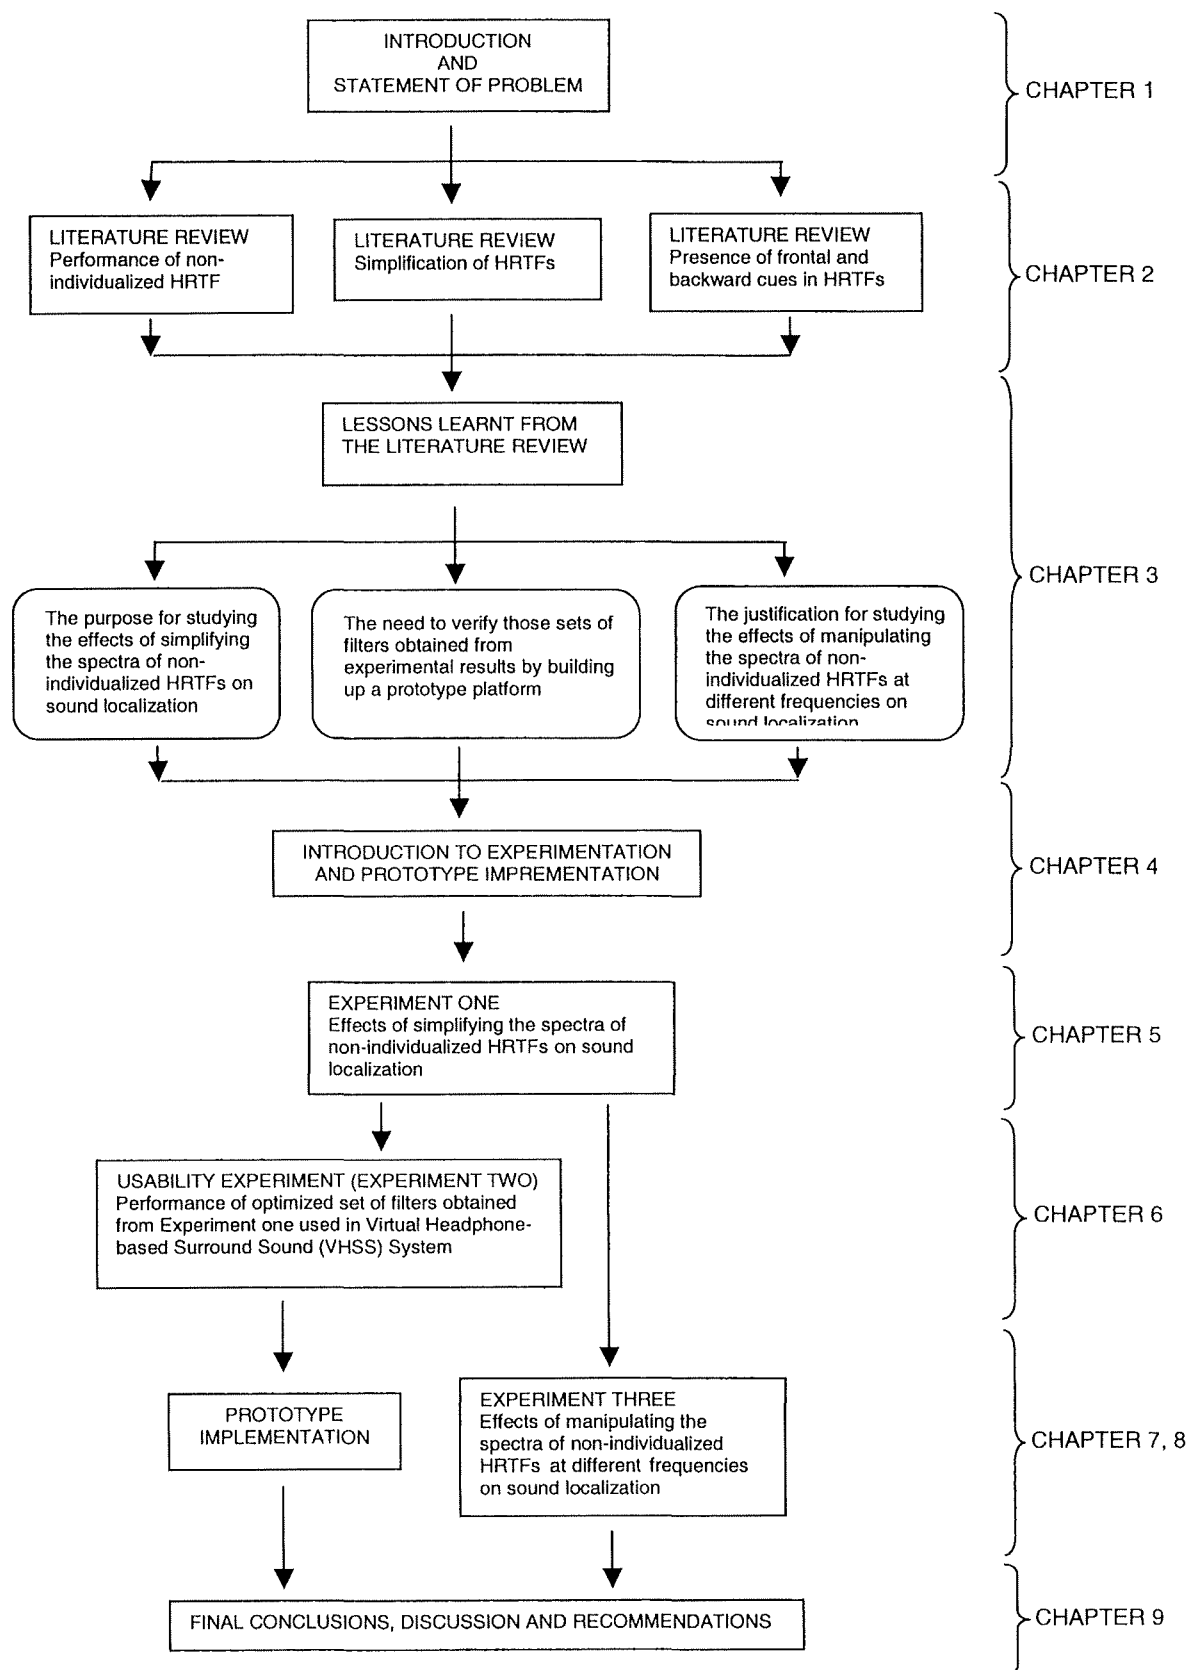 INTRODUCTION
AND
STATEMENT OF PROBLEM
CHAPTER 1
LITERATURE REVIEW
Performance of non-
individualized HRTF
LITERATURE REVIEW
Simplification of HRTFs
LITERATURE REVIEW
Presence of frontal and
backward cues in HRTFs
CHAPTER 2
LESSONS LEARNT FROM
THE LITERATURE REVIEW
The purpose for studying
the effects of simplifying
the spectra of non-
individualized HRTFs on
sound localization
The need to verify those sets of
filters obtained from
experimental results by building
up a prototype platform
The justification for studying
the effects of manipulating
the spectra of non-
individualized HRTFs at
different frequencies on
sound localization
CHAPTER 3
INTRODUCTION TO EXPERIMENTATION
AND PROTOTYPE IMPREMENTATION
CHAPTER 4
EXPERIMENT ONE
Effects of simplifying the spectra of
non-individualized HRTFs on sound
localization
CHAPTER 5
USABILITY EXPERIMENT (EXPERIMENT TWO)
Performance of optimized set of filters obtained
from Experiment one used in Virtual Headphone-
based Surround Sound (VHSS) System
CHAPTER 6
PROTOTYPE
IMPLEMENTATION
EXPERIMENT THREE
Effects of manipulating the
spectra of non-individualized
HRTFs at different frequencies
on sound localization
CHAPTER 7, 8
FINAL CONCLUSIONS, DISCUSSION AND RECOMMENDATIONS
CHAPTER 9